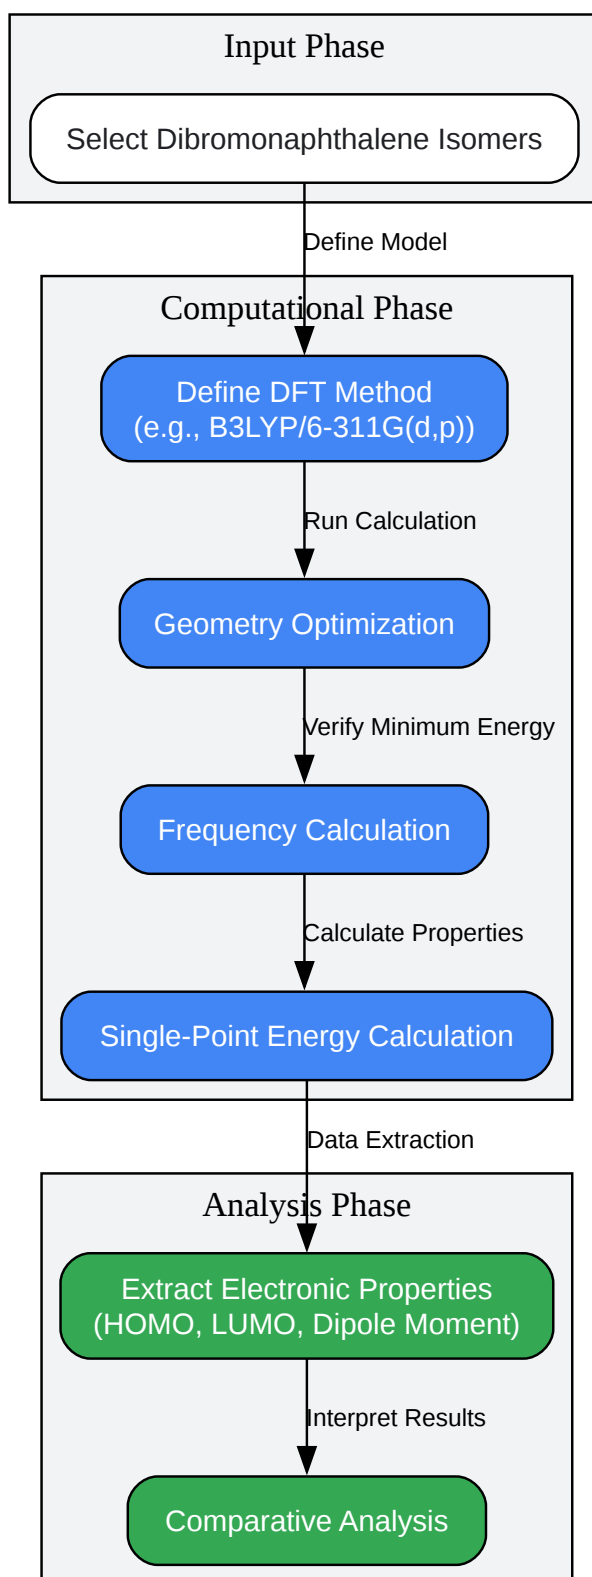 Input Phase
Select Dibromonaphthalene Isomers
Define Model
Computational Phase
Define DFT Method
(e.g., B3LYP/6-311G(d,p))
Run Calculation
Geometry Optimization
Verify Minimum Energy
Frequency Calculation
Calculate Properties
Single-Point Energy Calculation
Data Extraction
Analysis Phase
Extract Electronic Properties
(HOMO, LUMO, Dipole Moment)
Interpret Results
Comparative Analysis